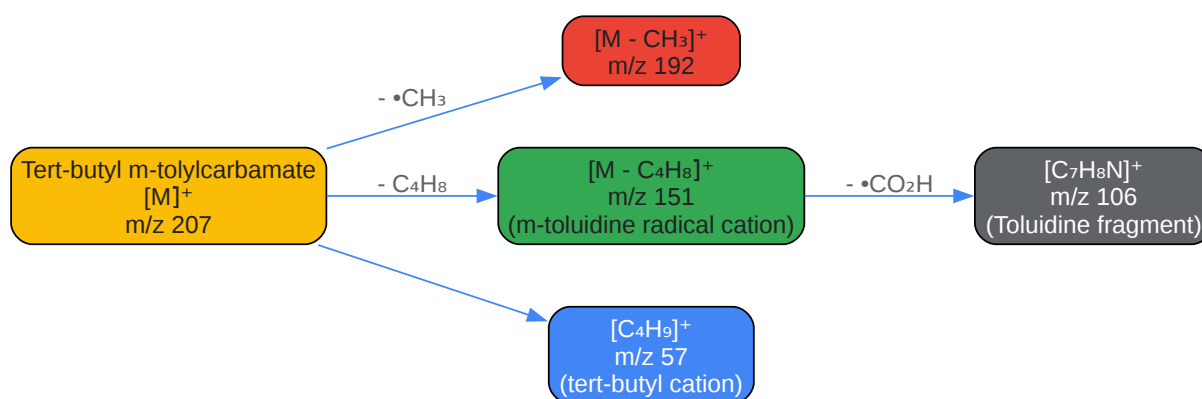 [M - CH₃]⁺
m/z 192
- •CH₃
Tert-butyl m-tolylcarbamate
[M]⁺
m/z 207
- C₄H₈
[M - C₄H₈]⁺
m/z 151
(m-toluidine radical cation)
- •CO₂H
[C₇H₈N]⁺
m/z 106
(Toluidine fragment)
[C₄H₉]⁺
m/z 57
(tert-butyl cation)